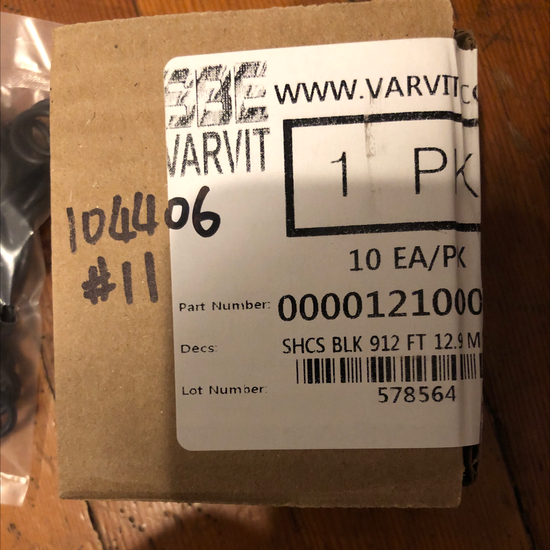 WWW.VARVIT.C
VARVIT
1 PK
104406
#11
10 EA/PK
Part Number: 0000121000
Decs: SHCS BLK 912 FT 12.9 M
Lot Number: 578564